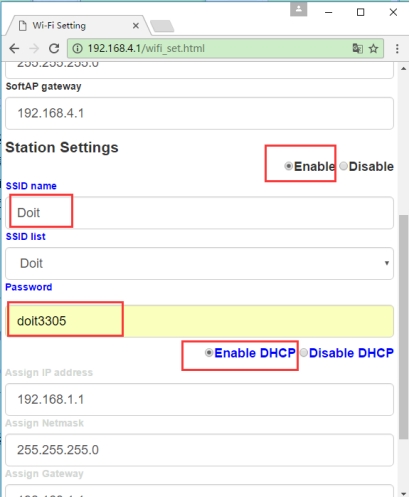 Wi-Fi Setting
192.168.4.1/wifi_set.html
255.255.255.0
SoftAP gateway
192.168.4.1
Station Settings
Enable Disable
SSID name
Doit
SSID list
Doit
Password
doit3305
Enable DHCP Disable DHCP
Assign IP address
192.168.1.1
Assign Netmask
255.255.255.0
Assign Gateway